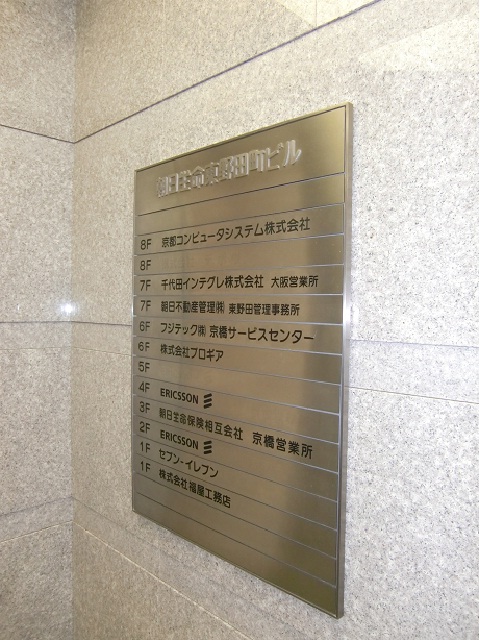 朝日生命東野田町ビル
8F 京都コンピュータシステム株式会社
8F
7F 千代田インテグレ株式会社 大阪営業所
7F 朝日不動産管理㈱ 東野田管理事務所
6F フジテック㈱ 京橋サービスセンター
6F 株式会社プロギア
5F
4F ERICSSON
3F 朝日生命保険相互会社 京橋営業所
2F ERICSSON
1F セブン-イレブン
1F 株式会社 福屋工務店